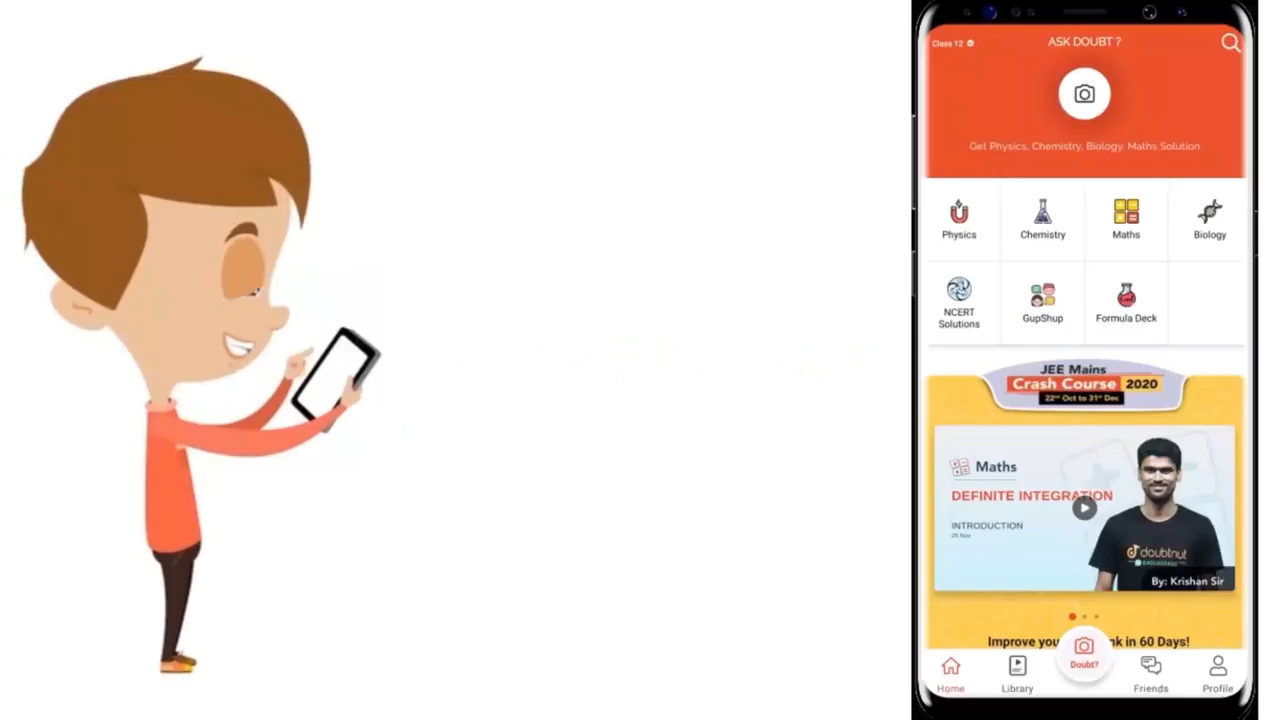 Class 12
ASK DOUBT ?
Get Physics, Chemistry, Biology, Maths Solution
Physics
Chemistry
Maths
Biology
NCERT
Solutions
GupShup
Formula Deck
JEE Mains
Crash Course 2020
22nd Oct to 31st Dec
Maths
DEFINITE INTEGRATION
INTRODUCTION
doubtnut
By: Krishan Sir
Improve you nk in 60 Days!
Doubt?
Home
Library
Friends
Profile